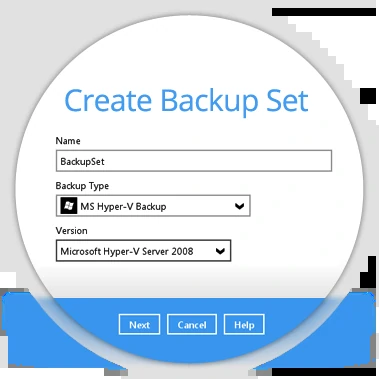 Create Backup Set
Name
BackupSet
Backup Type
MS Hyper-V Backup
Version
Microsoft Hyper-V Server 2008
Next Cancel Help